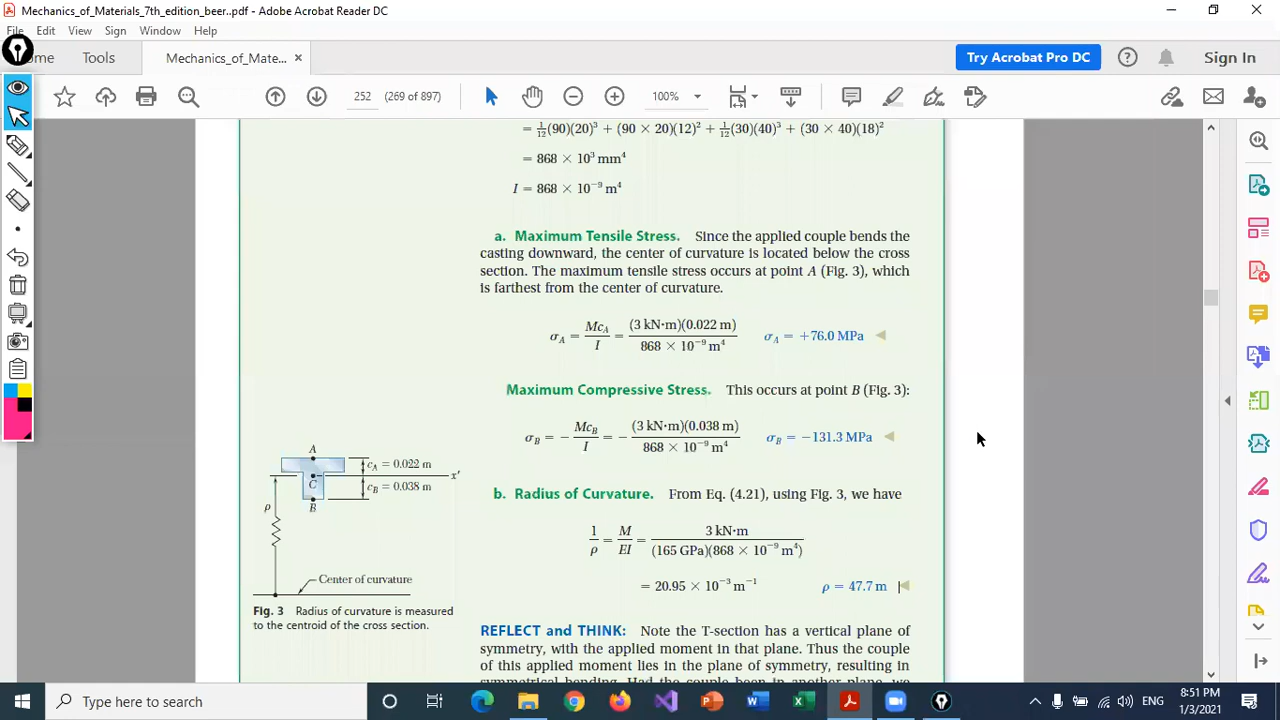 Mechanics_of_Materials_7th_edition_beer..pdf - Adobe Acrobat Reader DC
File Edit View Sign Window Help
ome Tools Mechanics_of_Mate... × Try Acrobat Pro DC Sign In
252 (269 of 897) 100%
= 1/12(90)(20)³ + (90 × 20)(12)² + 1/12(30)(40)³ + (30 × 40)(18)²
= 868 × 10³ mm⁴
I = 868 × 10⁻⁹ m⁴
a. Maximum Tensile Stress. Since the applied couple bends the
casting downward, the center of curvature is located below the cross
section. The maximum tensile stress occurs at point A (Fig. 3), which
is farthest from the center of curvature.
σA = McA/I = (3 kN·m)(0.022 m)/868 × 10⁻⁹ m⁴ σA = +76.0 MPa
Maximum Compressive Stress. This occurs at point B (Fig. 3):
σB = −McB/I = −(3 kN·m)(0.038 m)/868 × 10⁻⁹ m⁴ σB = −131.3 MPa
A
cA = 0.022 m
x′
C
cB = 0.038 m
B
ρ
Center of curvature
Fig. 3 Radius of curvature is measured
to the centroid of the cross section.
b. Radius of Curvature. From Eq. (4.21), using Fig. 3, we have
1/ρ = M/EI = 3 kN·m/(165 GPa)(868 × 10⁻⁹ m⁴)
= 20.95 × 10⁻³ m⁻¹ ρ = 47.7 m
REFLECT and THINK: Note the T-section has a vertical plane of
symmetry, with the applied moment in that plane. Thus the couple
of this applied moment lies in the plane of symmetry, resulting in
symmetrical bending. Had the couple been in another plane, we
Type here to search
ENG
8:51 PM
1/3/2021